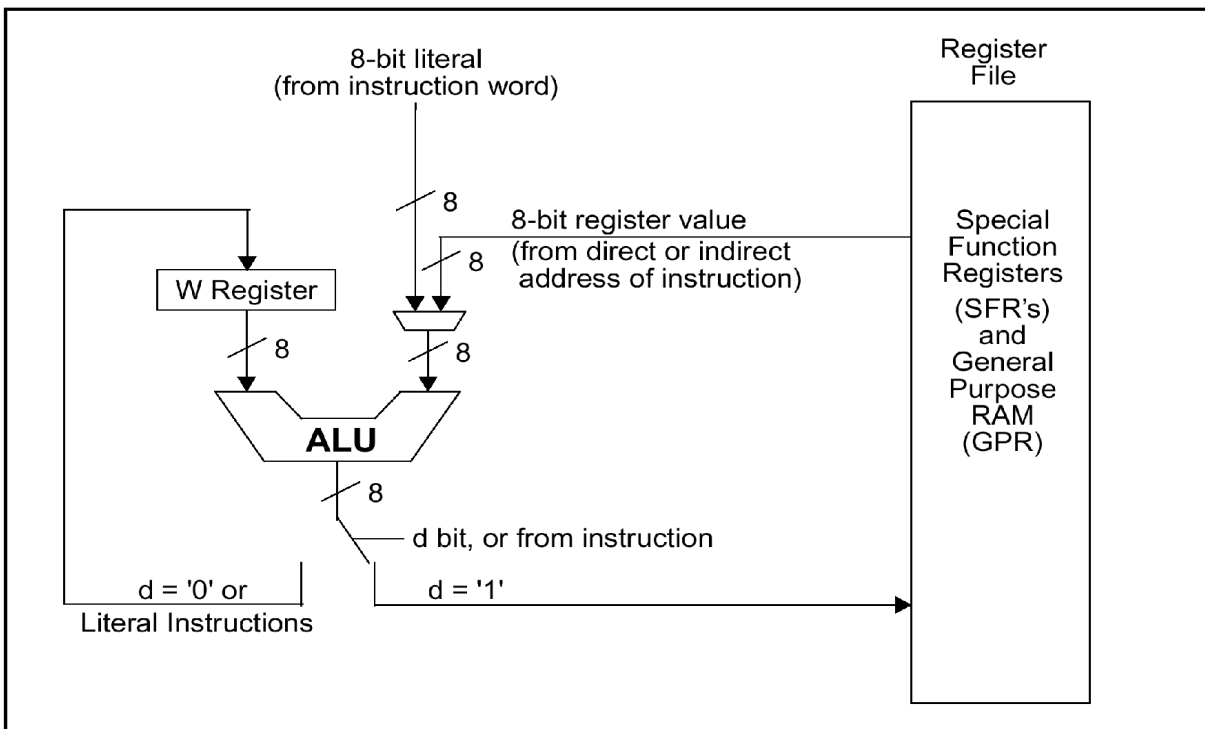 8-bit literal
(from instruction word)
Register
File
8
8-bit register value
(from direct or indirect
address of instruction)
8
W Register
8
8
Special
Function
Registers
(SFR's)
and
General
Purpose
RAM
(GPR)
ALU
8
d bit, or from instruction
d = '0' or
Literal Instructions
d = '1'